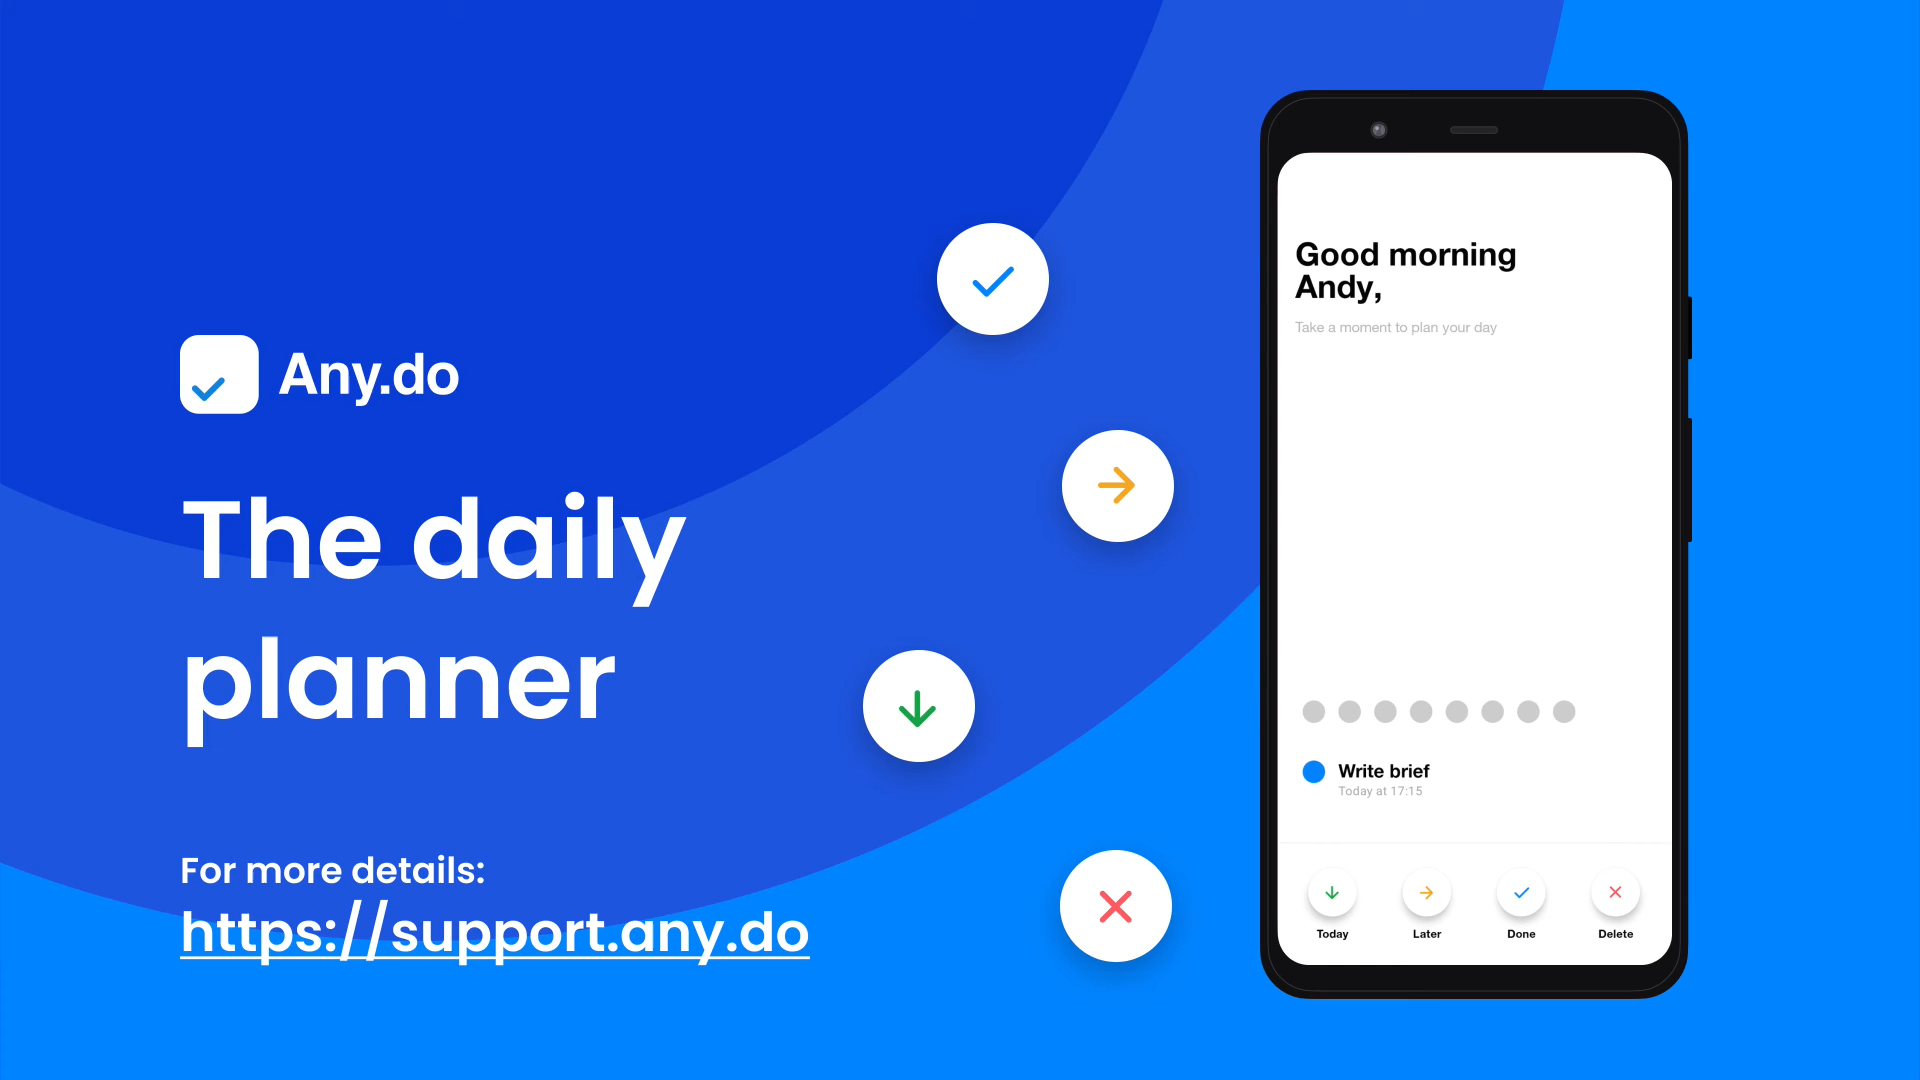 Any.do
The daily
planner
For more details:
https://support.any.do
Good morning
Andy,
Take a moment to plan your day
Write brief
Today at 17:15
Today Later Done Delete